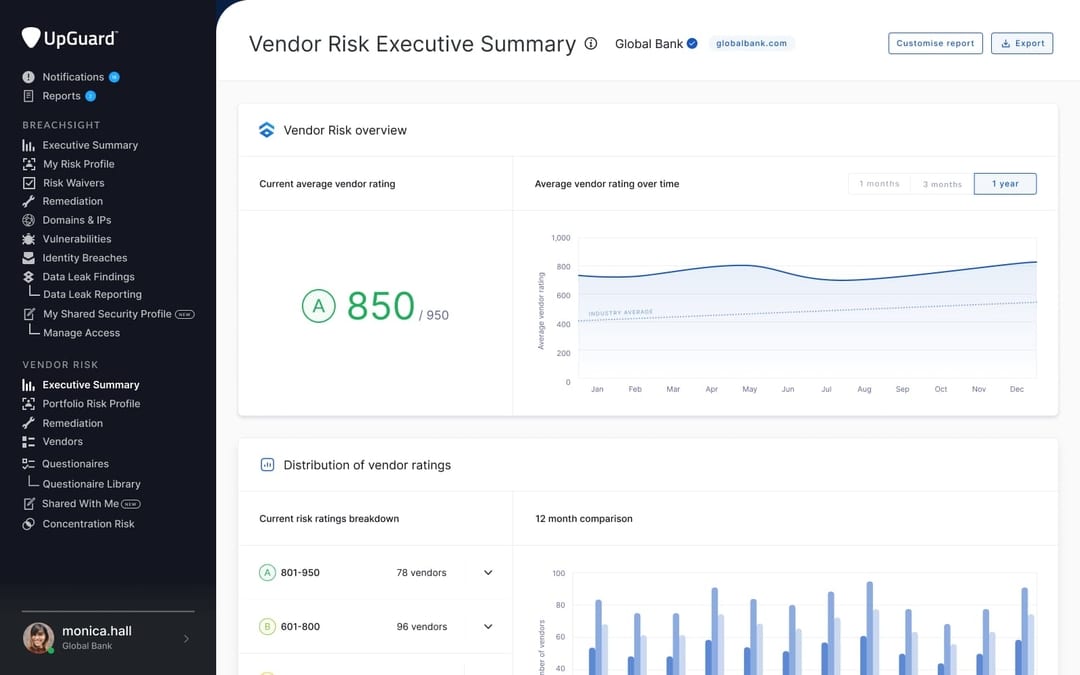 UpGuard™
Notifications
Reports
BREACHSIGHT
Executive Summary
My Risk Profile
Risk Waivers
Remediation
Domains & IPs
Vulnerabilities
Identity Breaches
Data Leak Findings
Data Leak Reporting
My Shared Security Profile NEW
Manage Access
VENDOR RISK
Executive Summary
Portfolio Risk Profile
Remediation
Vendors
Questionaires
Questionaire Library
Shared With Me NEW
Concentration Risk
monica.hall
Global Bank
Vendor Risk Executive Summary
Global Bank
globalbank.com
Customise report
Export
Vendor Risk overview
Current average vendor rating
A 850 / 950
Average vendor rating over time
1 months
3 months
1 year
Average vendor rating
1,000
800
600
400
200
0
INDUSTRY AVERAGE
Jan Feb Mar Apr May Jun Jul Aug Sep Oct Nov Dec
Distribution of vendor ratings
Current risk ratings breakdown
A 801-950 78 vendors
B 601-800 96 vendors
12 month comparison
100
80
60
40
of vendors